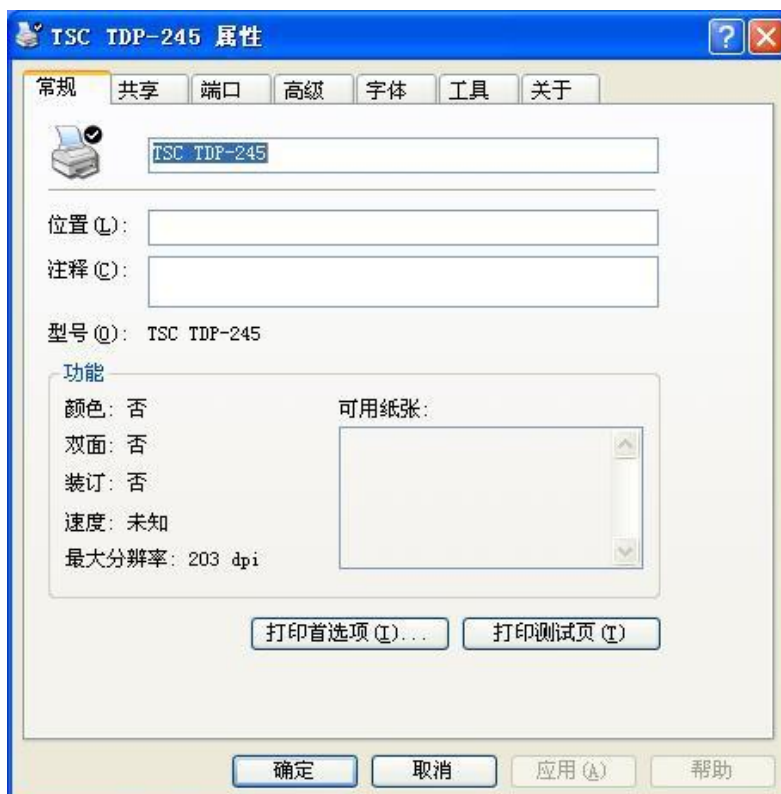 TSC TDP-245 属性
常规 共享 端口 高级 字体 工具 关于
TSC TDP-245
位置(L):
注释(C):
型号(O): TSC TDP-245
功能
颜色: 否 可用纸张:
双面: 否
装订: 否
速度: 未知
最大分辨率: 203 dpi
打印首选项(I)... 打印测试页(T)
确定 取消 应用(A) 帮助